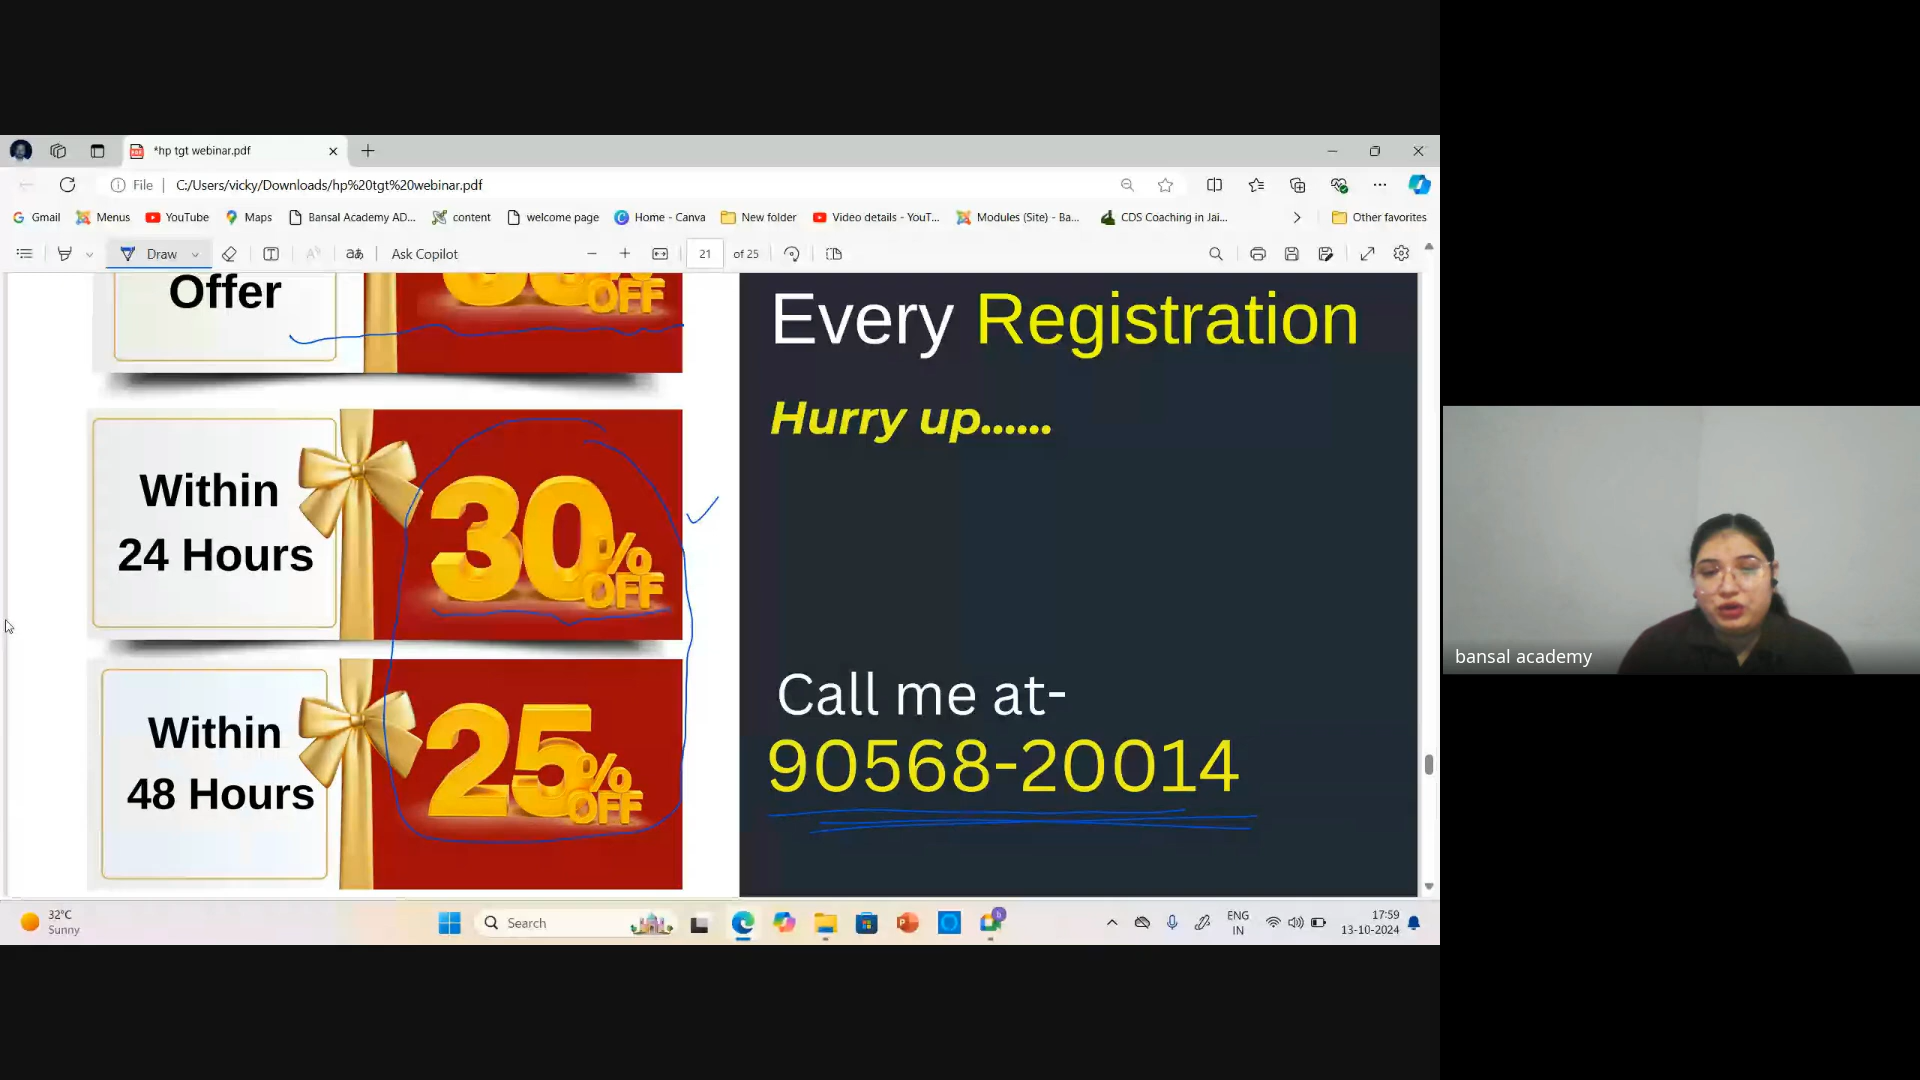 *hp tgt webinar.pdf
File
C:/Users/vicky/Downloads/hp%20tgt%20webinar.pdf
Gmail
Menus
YouTube
Maps
Bansal Academy AD...
content
welcome page
Home - Canva
New folder
Video details - YouT...
Modules (Site) - Ba...
CDS Coaching in Jai...
Other favorites
Draw
Ask Copilot
21
of 25
Offer
OFF
Within
24 Hours
30%
OFF
Within
48 Hours
25%
OFF
Every Registration
Hurry up......
Call me at-
90568-20014
bansal academy
32°C
Sunny
Search
ENG
IN
17:59
13-10-2024